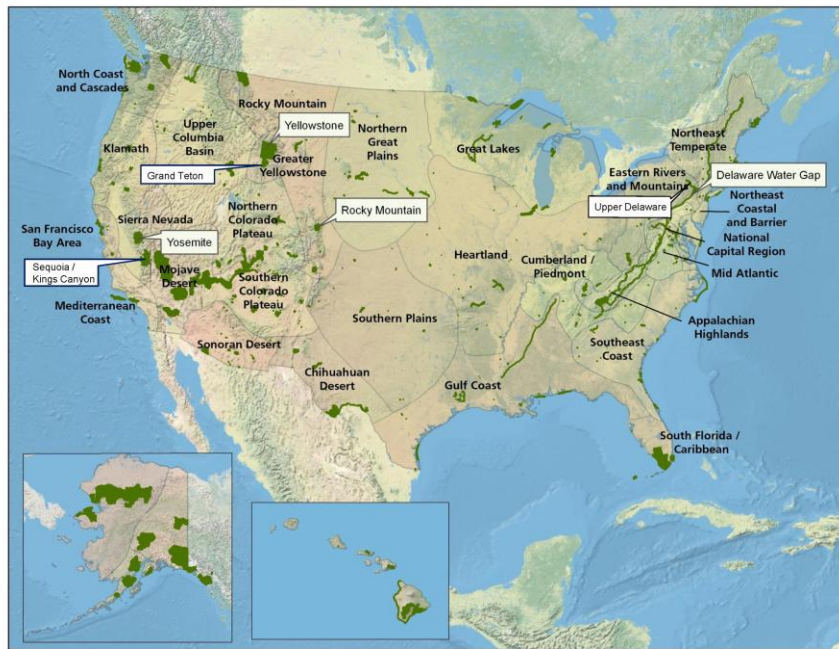 North Coast
and Cascades
Rocky Mountain
Upper
Columbia
Basin
Yellowstone
Northern
Great
Plains
Great Lakes
Northeast
Temperate
Klamath
Grand Teton
Greater
Yellowstone
Eastern Rivers
and Mountains
Delaware Water Gap
Upper Delaware
Northeast
Coastal
and Barrier
Sierra Nevada
Northern
Colorado
Plateau
Rocky Mountain
San Francisco
Bay Area
Yosemite
National
Capital Region
Heartland
Cumberland /
Piedmont
Mid Atlantic
Sequoia /
Kings Canyon
Mojave
Desert
Southern
Colorado
Plateau
Mediterranean
Coast
Southern Plains
Appalachian
Highlands
Sonoran Desert
Southeast
Coast
Chihuahuan
Desert
Gulf Coast
South Florida /
Caribbean